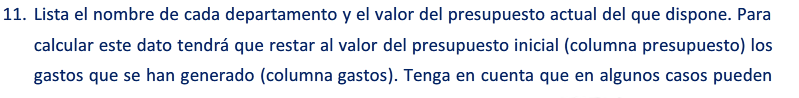 11. Lista el nombre de cada departamento y el valor del presupuesto actual del que dispone. Para
calcular este dato tendrá que restar al valor del presupuesto inicial (columna presupuesto) los
gastos que se han generado (columna gastos). Tenga en cuenta que en algunos casos pueden